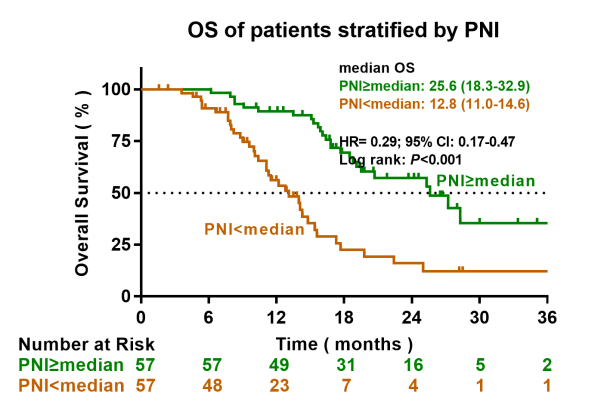 OS of patients stratified by PNI
median OS
PNI≥median: 25.6 (18.3-32.9)
PNI<median: 12.8 (11.0-14.6)
HR= 0.29; 95% CI: 0.17-0.47
Log rank: P<0.001
PNI≥median
PNI<median
Overall Survival ( % )
100
75
50
25
0
0 6 12 18 24 30 36
Time ( months )
Number at Risk
PNI≥median 57 57 49 31 16 5 2
PNI<median 57 48 23 7 4 1 1